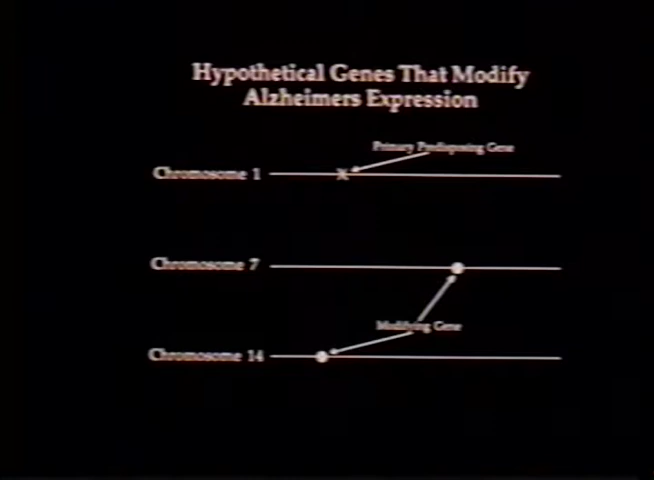 Hypothetical Genes That Modify
Alzheimers Expression
Primary Predisposing Gene
Chromosome 1
X
Chromosome 7
Modifying Gene
Chromosome 14